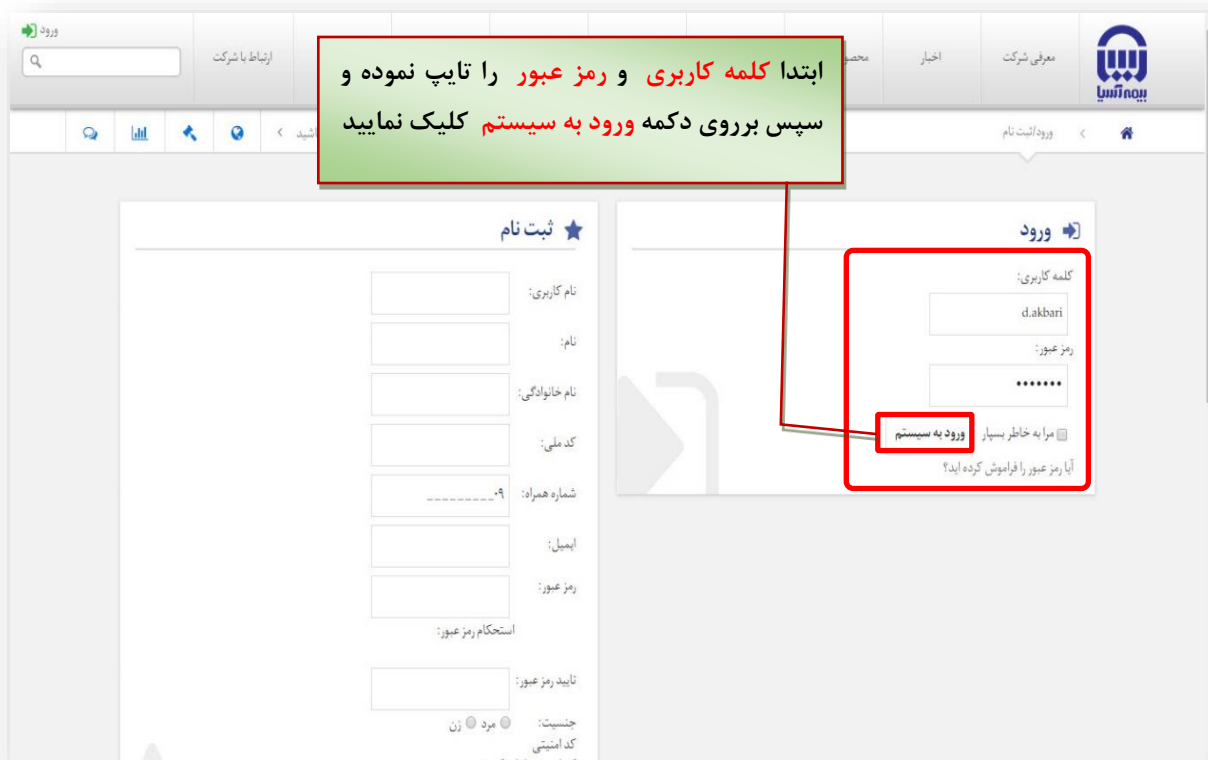 بیمه آسیا
معرفی شرکت
اخبار
ارتباط با شرکت
ورود
ابتدا کلمه کاربری و رمز عبور را تایپ نموده و
سپس برروی دکمه ورود به سیستم کلیک نمایید
ورود/ثبت نام
ورود
کلمه کاربری:
d.akbari
رمز عبور:
•••••••
مرا به خاطر بسپار ورود به سیستم
آیا رمز عبور را فراموش کرده اید؟
ثبت نام
نام کاربری:
نام:
نام خانوادگی:
کد ملی:
شماره همراه: ۰۹_________
ایمیل:
رمز عبور:
استحکام رمز عبور:
تایید رمز عبور:
جنسیت: مرد زن
کد امنیتی